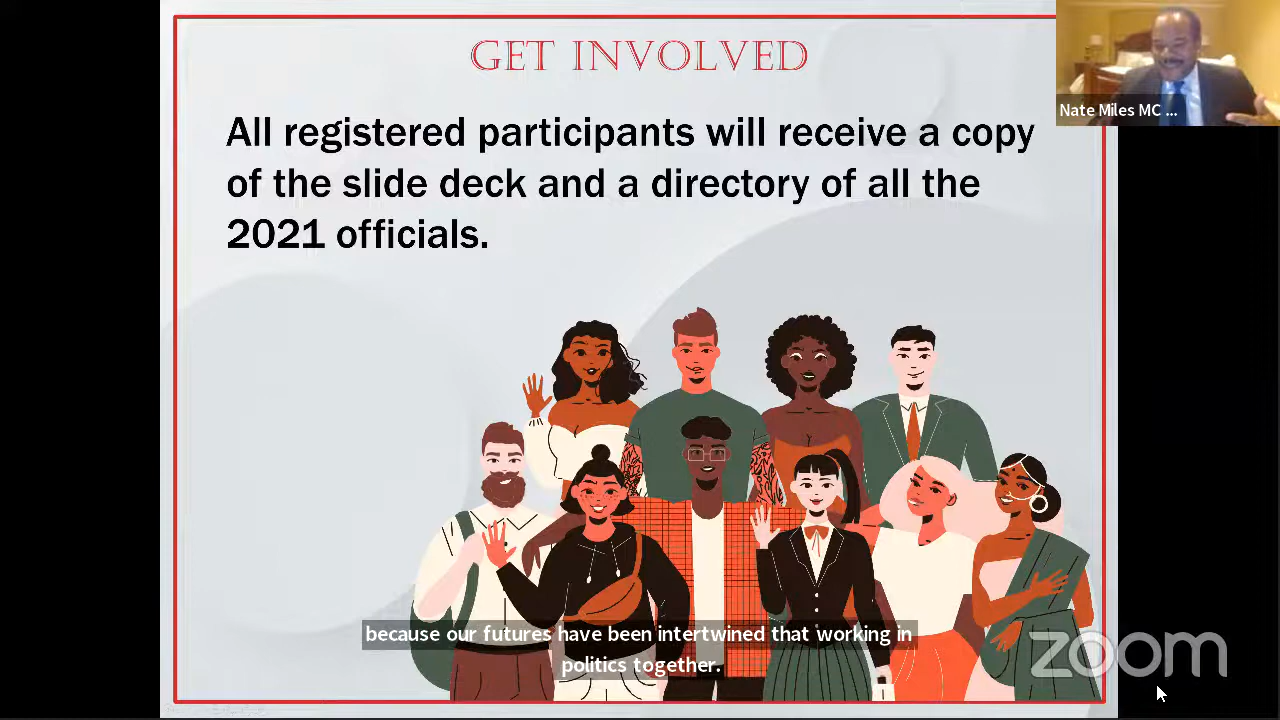 GET INVOLVED
All registered participants will receive a copy
of the slide deck and a directory of all the
2021 officials.
Nate Miles MC ...
because our futures have been intertwined that working in
politics together.
zoom